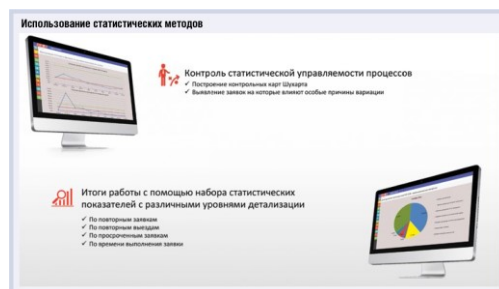 Использование статистических методов
Контроль статистической управляемости процессов
✓ Построение контрольных карт Шухарта
✓ Выявление заявок на которые влияют особые причины вариации
Итоги работы с помощью набора статистических
показателей с различными уровнями детализации
✓ По повторным заявкам
✓ По повторным выездам
✓ По просроченным заявкам
✓ По времени выполнения заявки